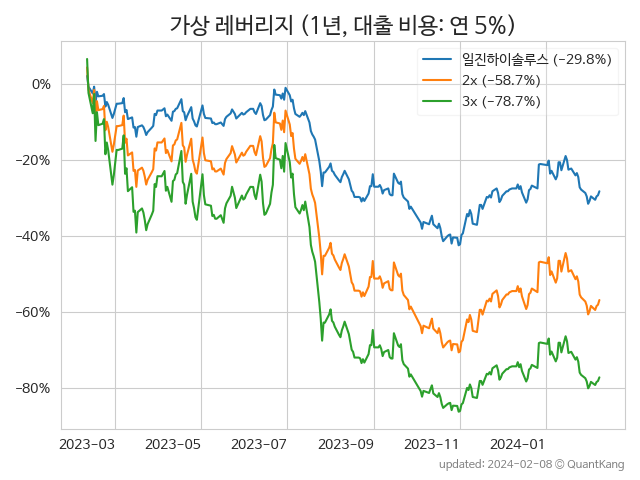 가상 레버리지 (1년, 대출 비용: 연 5%)
일진하이솔루스 (−29.8%)
2x (−58.7%)
3x (−78.7%)
0%
−20%
−40%
−60%
−80%
2023-03 2023-05 2023-07 2023-09 2023-11 2024-01
updated: 2024-02-08 © QuantKang